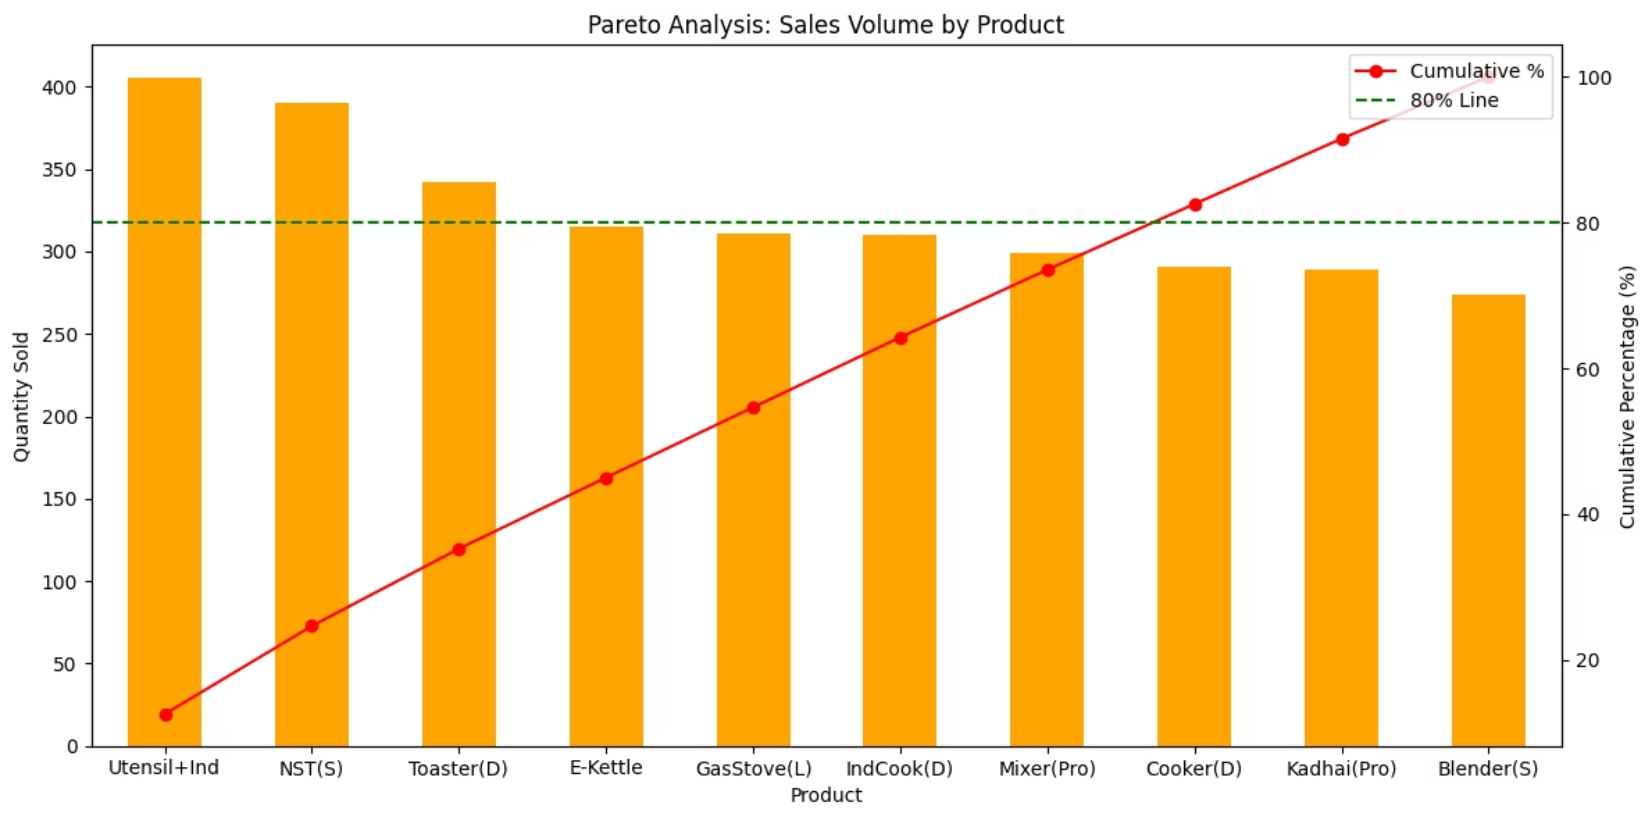 Pareto Analysis: Sales Volume by Product
Cumulative %
80% Line
Quantity Sold
400
350
300
250
200
150
100
50
0
100
80
60
40
20
Cumulative Percentage (%)
Utensil+Ind NST(S) Toaster(D) E-Kettle GasStove(L) IndCook(D) Mixer(Pro) Cooker(D) Kadhai(Pro) Blender(S)
Product